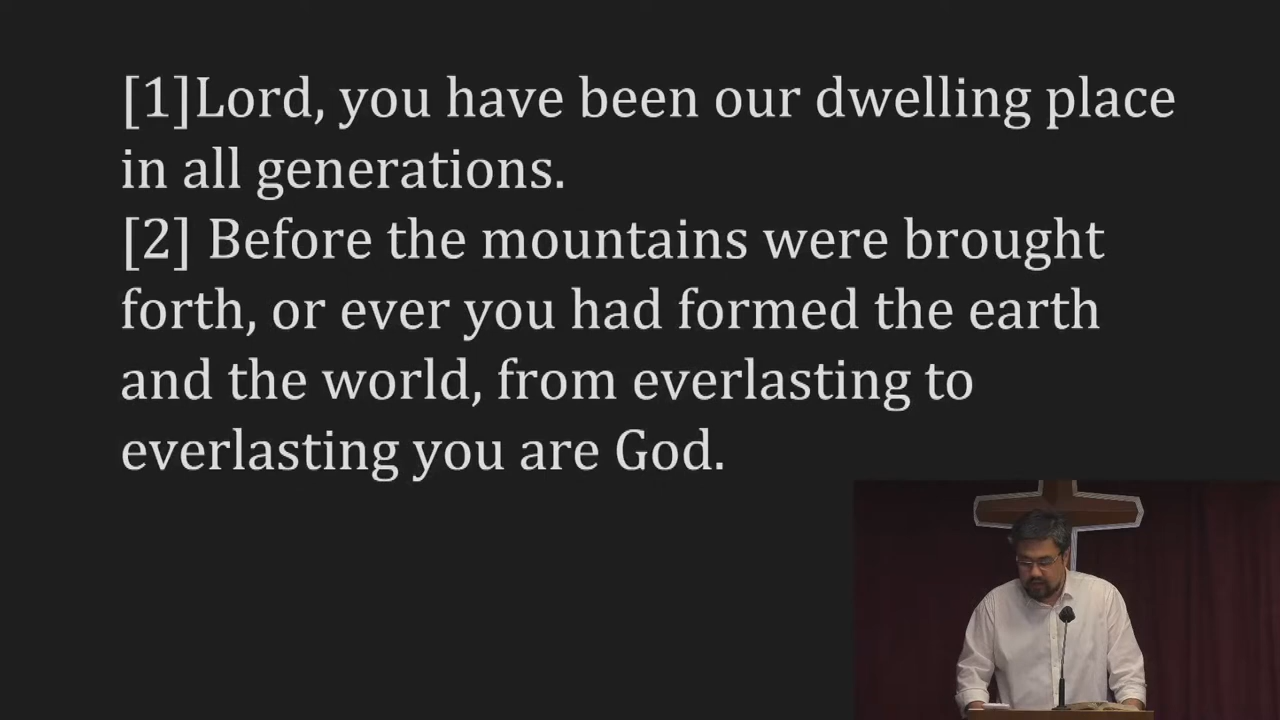 [1]Lord, you have been our dwelling place
in all generations.
[2] Before the mountains were brought
forth, or ever you had formed the earth
and the world, from everlasting to
everlasting you are God.